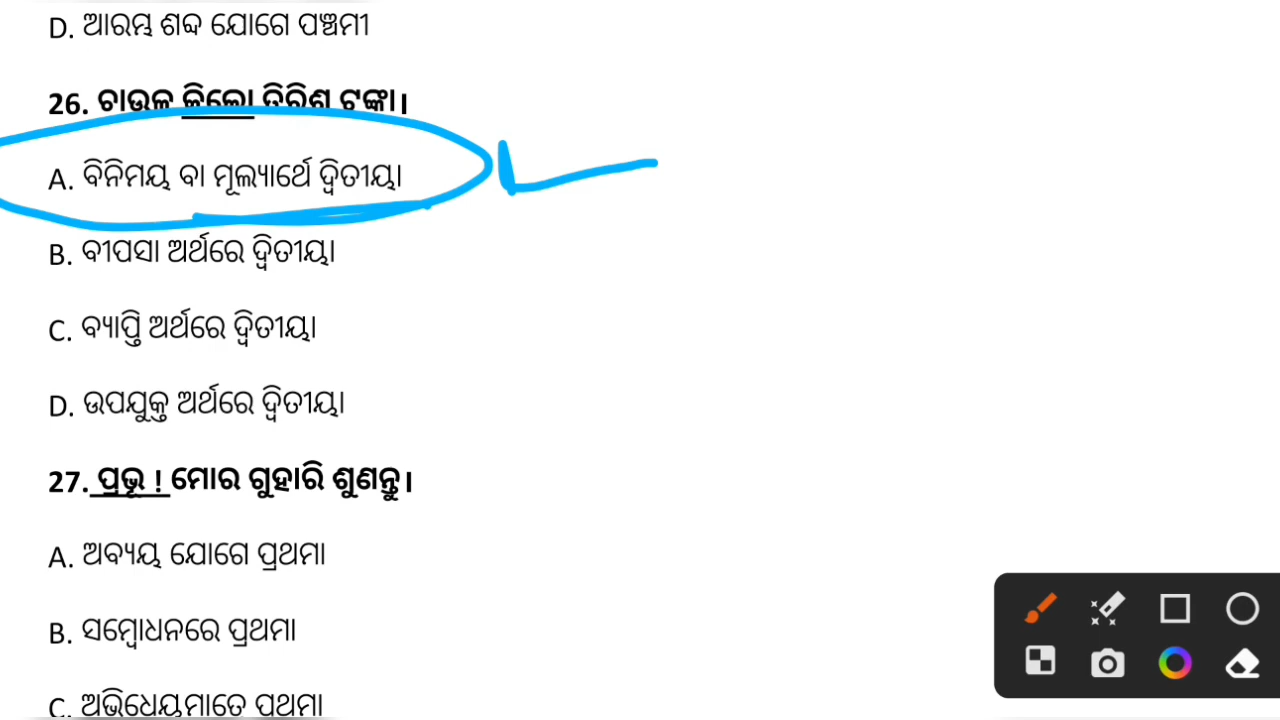 D. ଆରମ୍ଭ ଶବ୍ଦ ଯୋଗେ ପଞ୍ଚମୀ
26. ଚାଉଳ କିଲୋ ତିରିଶ ଟଙ୍କା।
A. ବିନିମୟ ବା ମୂଲ୍ୟାର୍ଥେ ଦ୍ୱିତୀୟା
B. ବୀପସା ଅର୍ଥରେ ଦ୍ୱିତୀୟା
C. ବ୍ୟାପ୍ତି ଅର୍ଥରେ ଦ୍ୱିତୀୟା
D. ଉପଯୁକ୍ତ ଅର୍ଥରେ ଦ୍ୱିତୀୟା
27. ପ୍ରଭୂ ! ମୋର ଗୁହାରି ଶୁଣନ୍ତୁ।
A. ଅବ୍ୟୟ ଯୋଗେ ପ୍ରଥମା
B. ସମ୍ବୋଧନରେ ପ୍ରଥମା
C. ଅଭିଧେୟମାତେ ପ୍ରଥମା